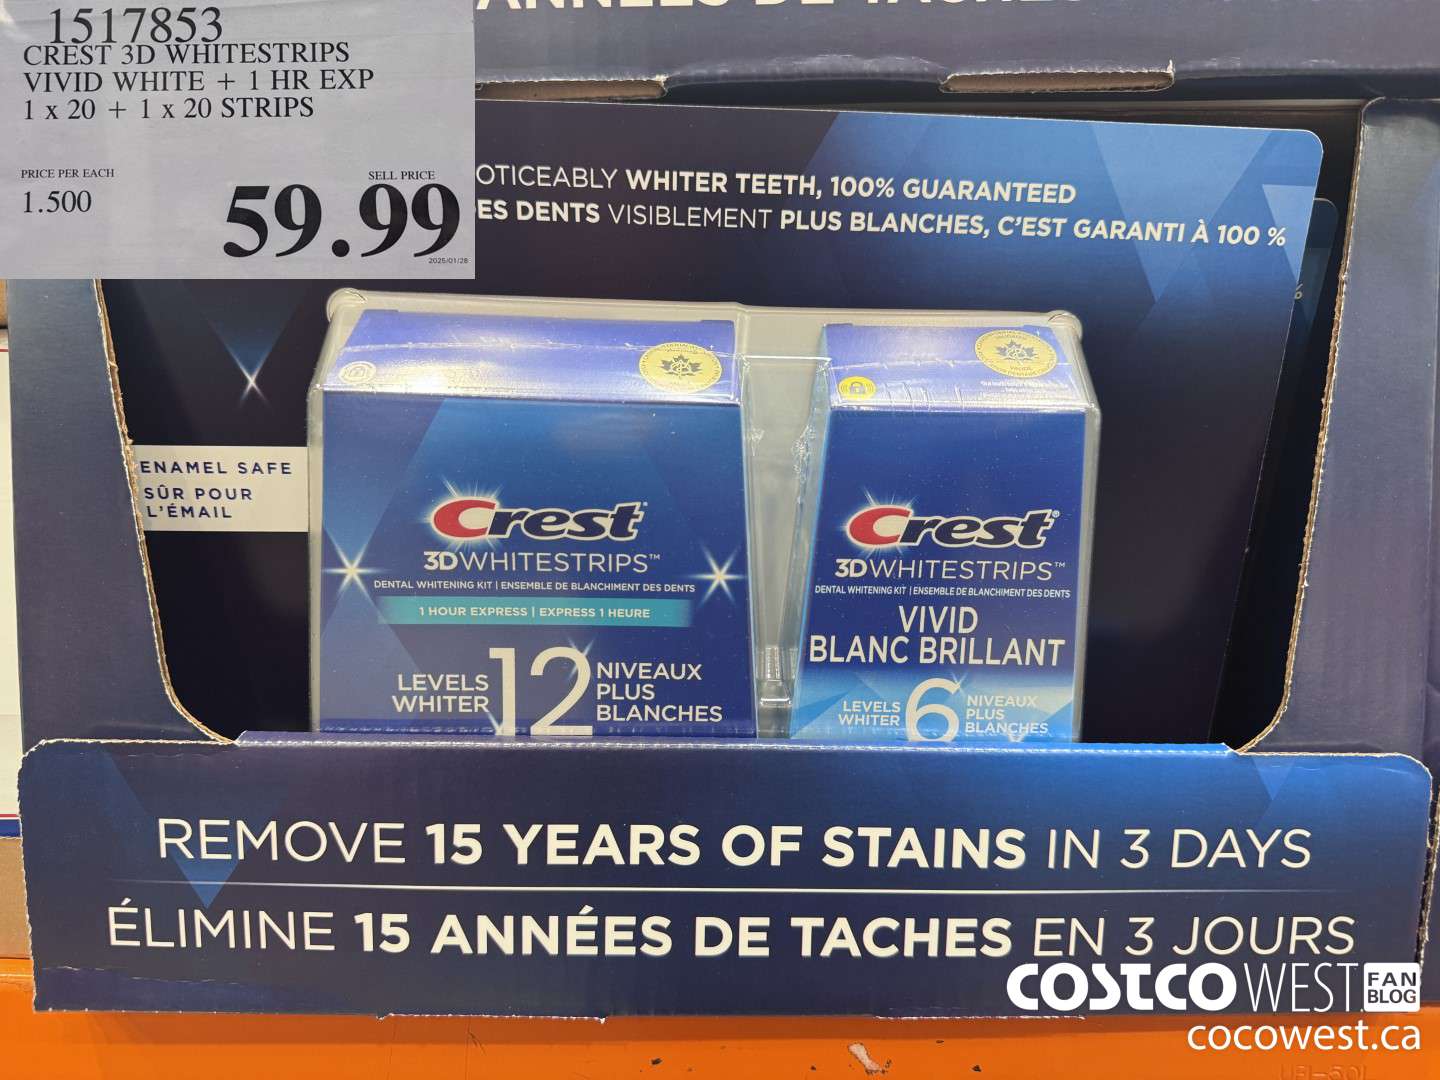 1517853
CREST 3D WHITESTRIPS
VIVID WHITE + 1 HR EXP
1 x 20 + 1 x 20 STRIPS
PRICE PER EACH
1.500
SELL PRICE
59.99
2025/01/28
OTICEABLY WHITER TEETH, 100% GUARANTEED
ES DENTS VISIBLEMENT PLUS BLANCHES, C'EST GARANTI À 100 %
ENAMEL SAFE
SÛR POUR
L'ÉMAIL
Crest
3DWHITESTRIPS™
DENTAL WHITENING KIT | ENSEMBLE DE BLANCHIMENT DES DENTS
1 HOUR EXPRESS | EXPRESS 1 HEURE
LEVELS
WHITER
12
NIVEAUX
PLUS
BLANCHES
Crest®
3DWHITESTRIPS™
DENTAL WHITENING KIT | ENSEMBLE DE BLANCHIMENT DES DENTS
VIVID
BLANC BRILLANT
LEVELS
WHITER
6
NIVEAUX
PLUS
BLANCHES
REMOVE 15 YEARS OF STAINS IN 3 DAYS
ÉLIMINE 15 ANNÉES DE TACHES EN 3 JOURS
COSTCO WEST FAN
BLOG
cocowest.ca